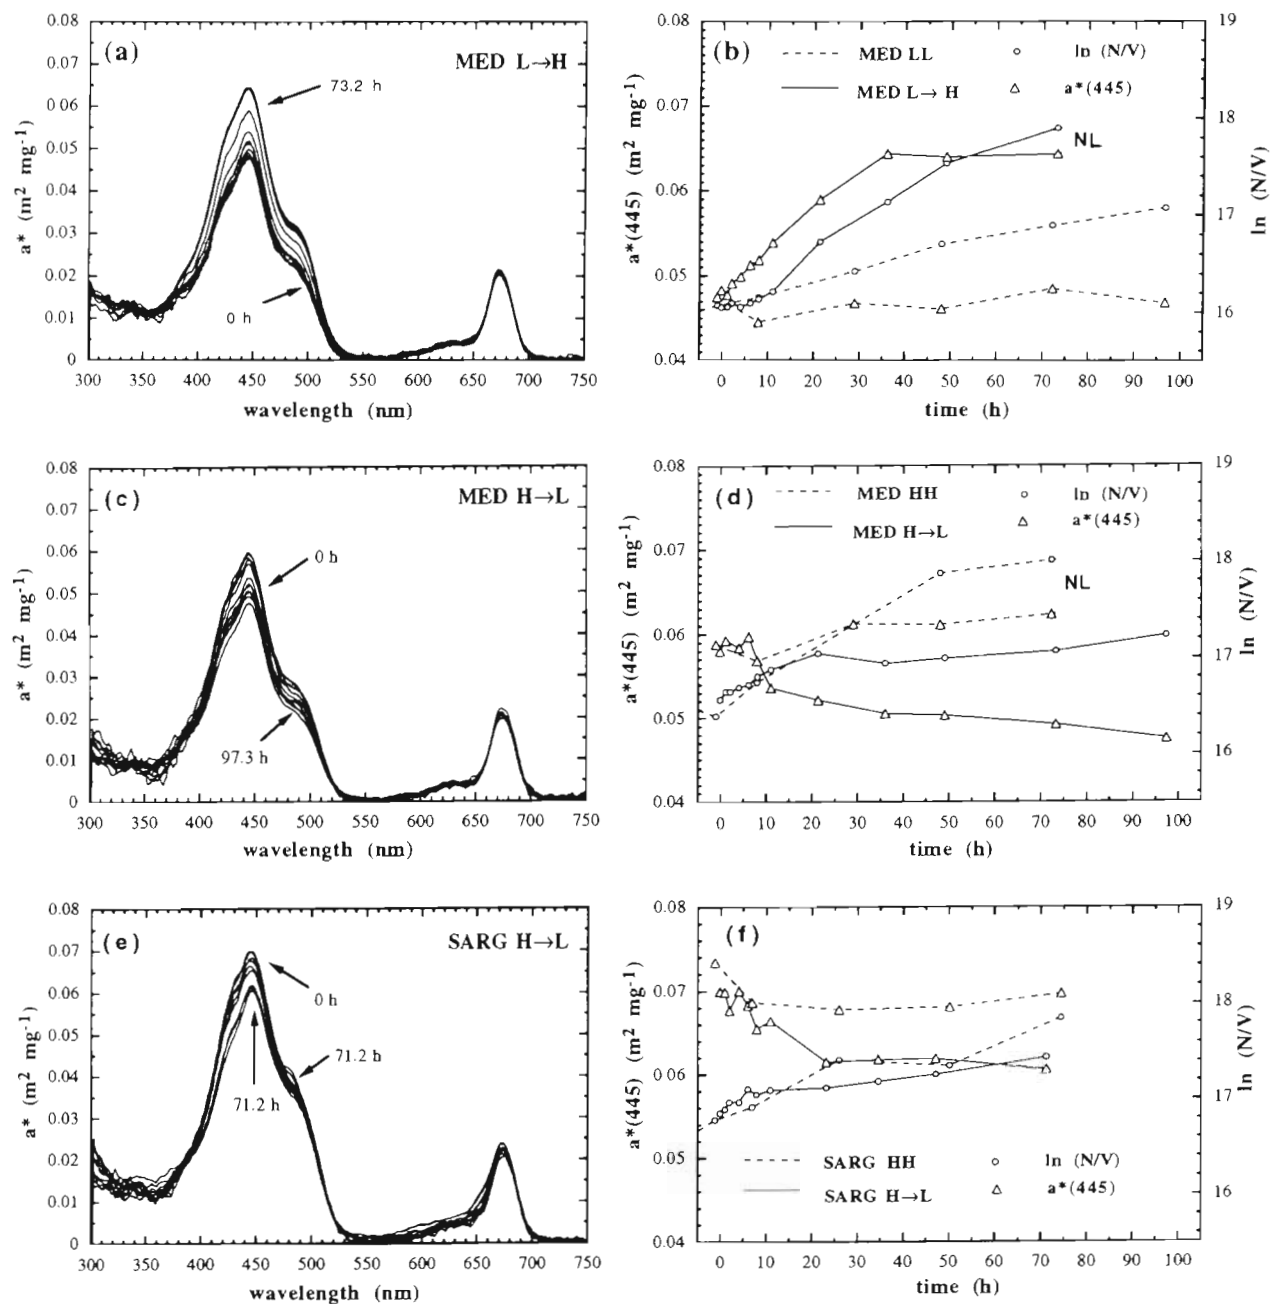 (a)
MED L→H
73.2 h
0 h
0.08
0.07
0.06
0.05
0.04
0.03
0.02
0.01
0
a* (m² mg⁻¹)
300 350 400 450 500 550 600 650 700 750
wavelength (nm)
(b)
MED LL
ln (N/V)
MED L→ H
a*(445)
NL
0.08
0.07
0.06
0.05
0.04
a*(445) (m² mg⁻¹)
19
18
17
16
ln (N/V)
0 10 20 30 40 50 60 70 80 90 100
time (h)
(c)
MED H→L
0 h
97.3 h
0.08
0.07
0.06
0.05
0.04
0.03
0.02
0.01
0
a* (m² mg⁻¹)
300 350 400 450 500 550 600 650 700 750
wavelength (nm)
(d)
MED HH
ln (N/V)
MED H→L
a*(445)
NL
0.08
0.07
0.06
0.05
0.04
a*(445) (m² mg⁻¹)
19
18
17
16
ln (N/V)
0 10 20 30 40 50 60 70 80 90 100
time (h)
(e)
SARG H→L
0 h
71.2 h
71.2 h
0.08
0.07
0.06
0.05
0.04
0.03
0.02
0.01
0
a* (m² mg⁻¹)
300 350 400 450 500 550 600 650 700 750
wavelength (nm)
(f)
SARG HH
ln (N/V)
SARG H→L
a*(445)
0.08
0.07
0.06
0.05
0.04
a*(445) (m² mg⁻¹)
19
18
17
16
ln (N/V)
0 10 20 30 40 50 60 70 80 90 100
time (h)